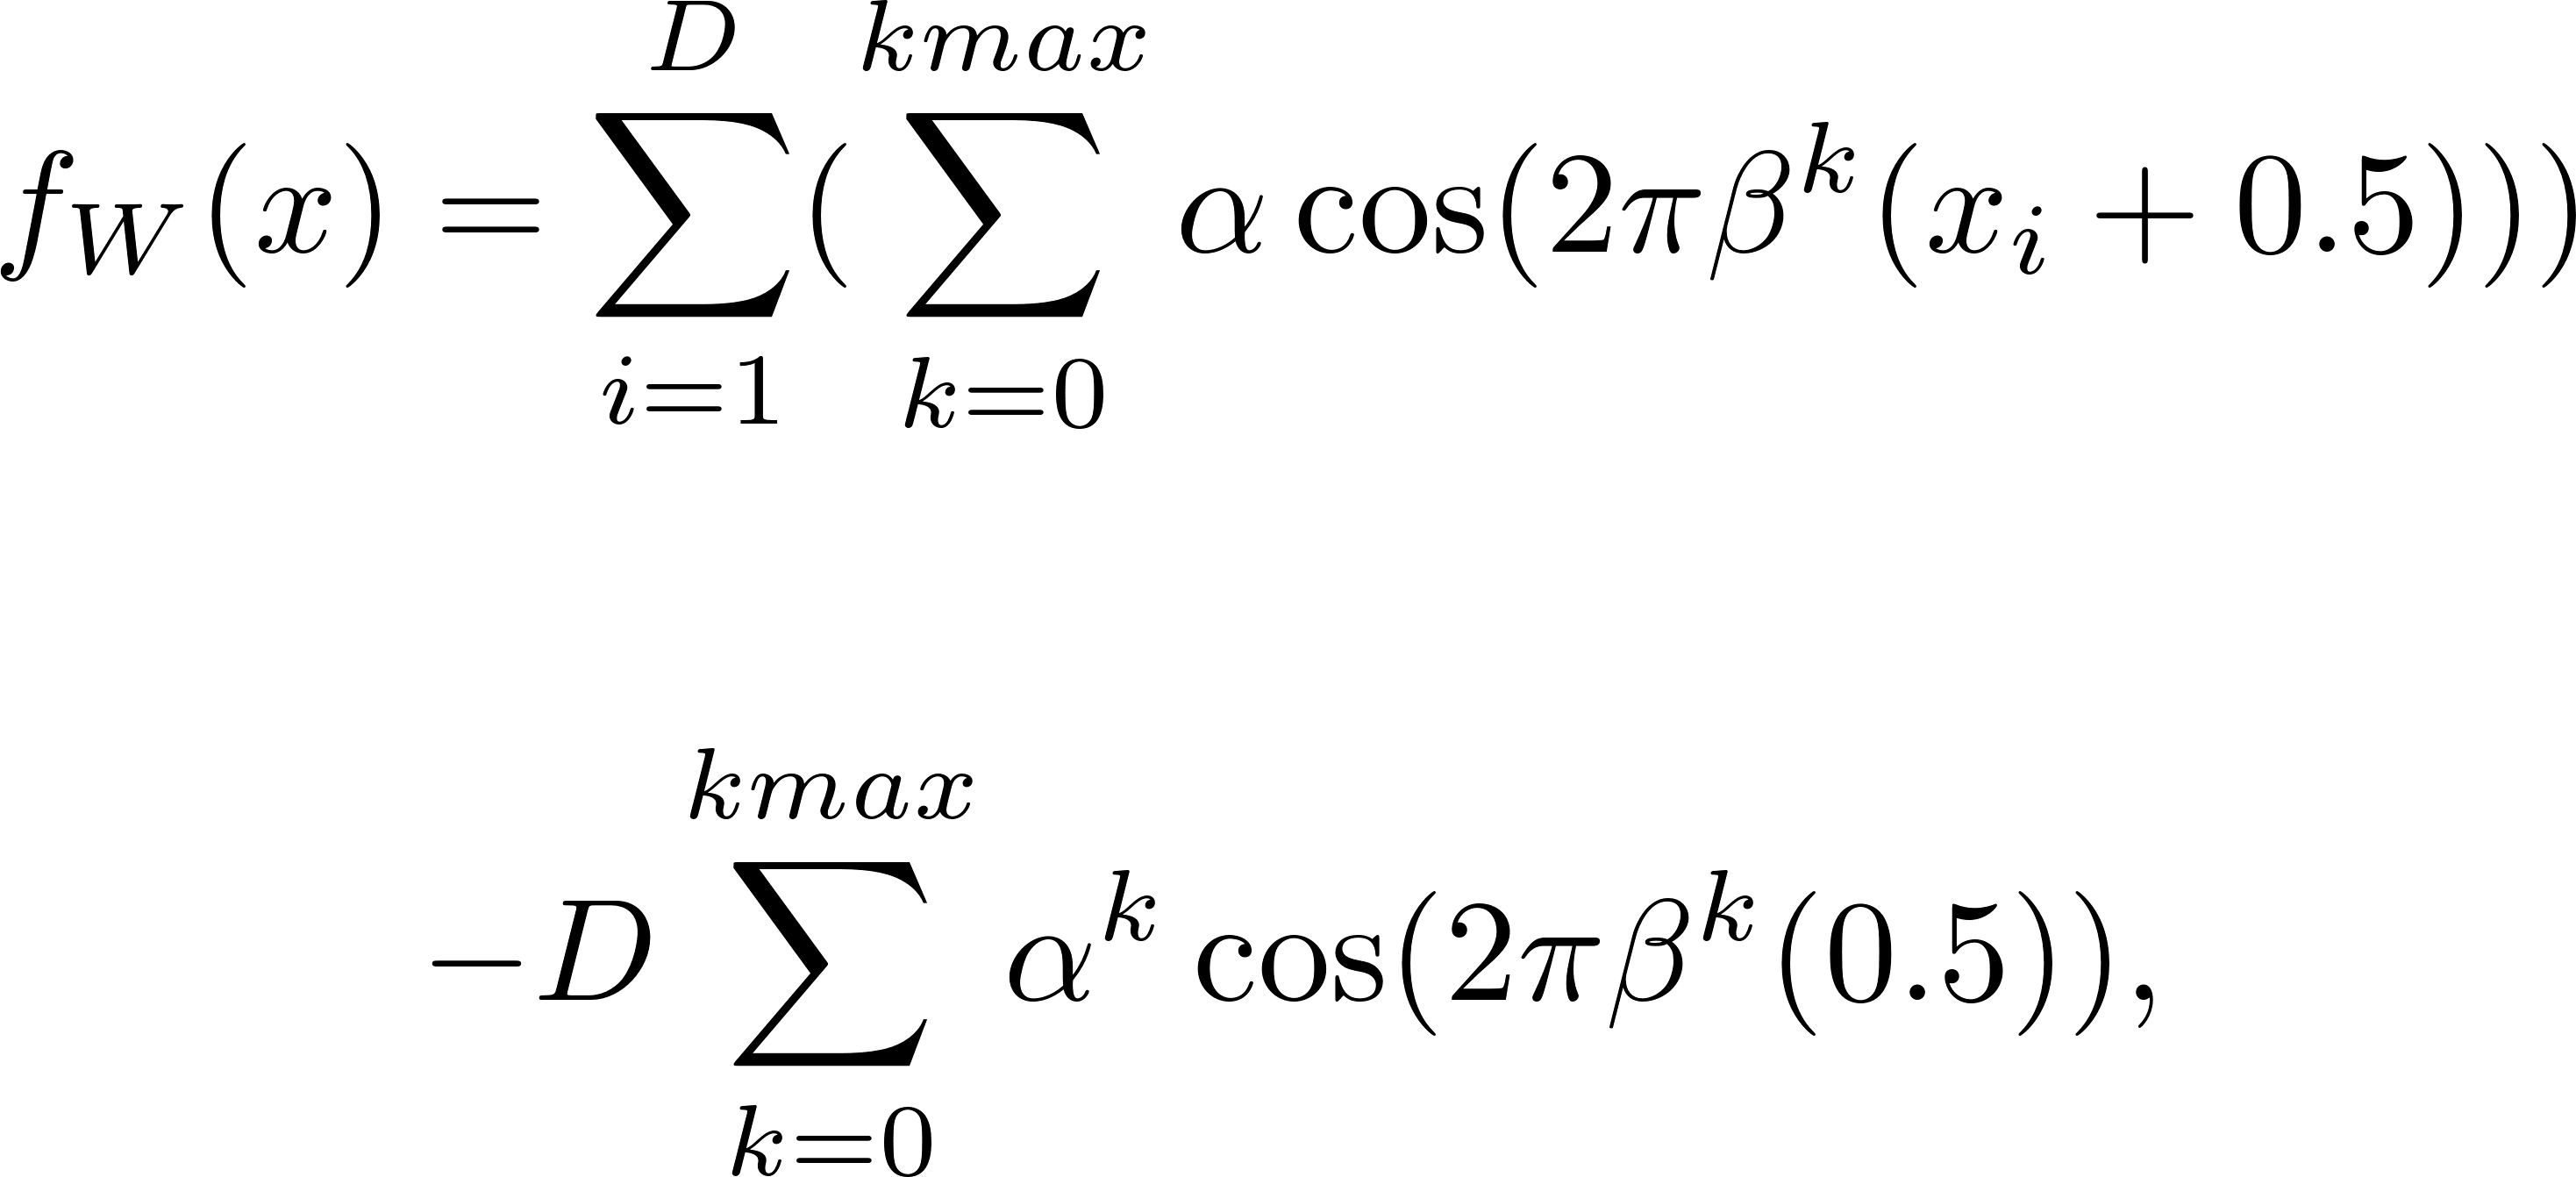 f_W(x) = \sum_{i=1}^{D} ( \sum_{k=0}^{kmax} \alpha \cos(2\pi\beta^k(x_i + 0.5)))
-D \sum_{k=0}^{kmax} \alpha^k \cos(2\pi\beta^k(0.5)),